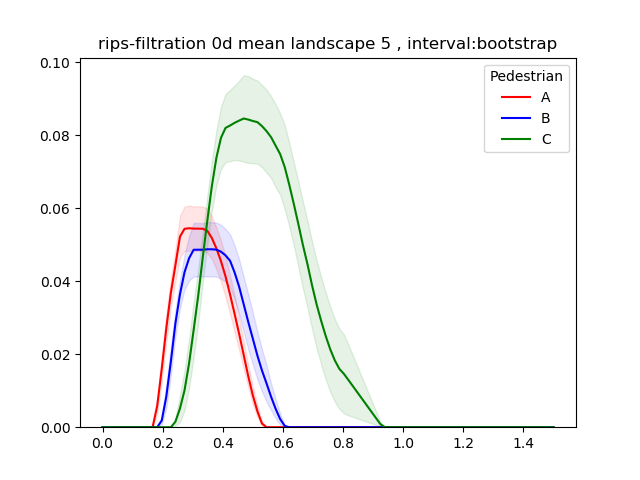 rips-filtration 0d mean landscape 5 , interval:bootstrap
Pedestrian
A
B
C
0.10
0.08
0.06
0.04
0.02
0.00
0.0 0.2 0.4 0.6 0.8 1.0 1.2 1.4